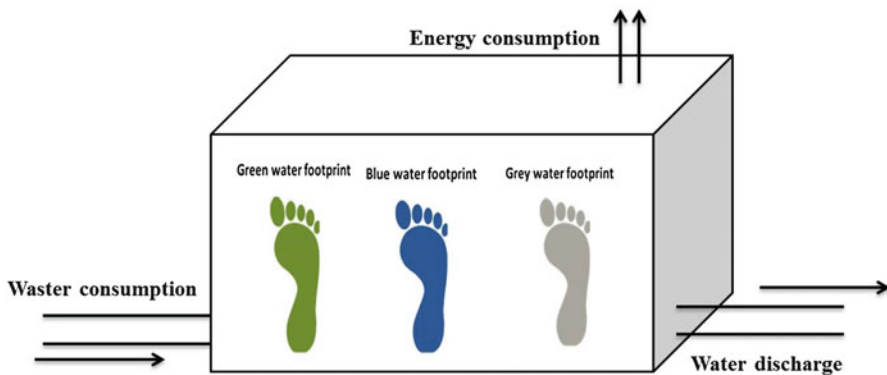 Energy consumption
Green water footprint
Blue water footprint
Grey water footprint
Waster consumption
Water discharge